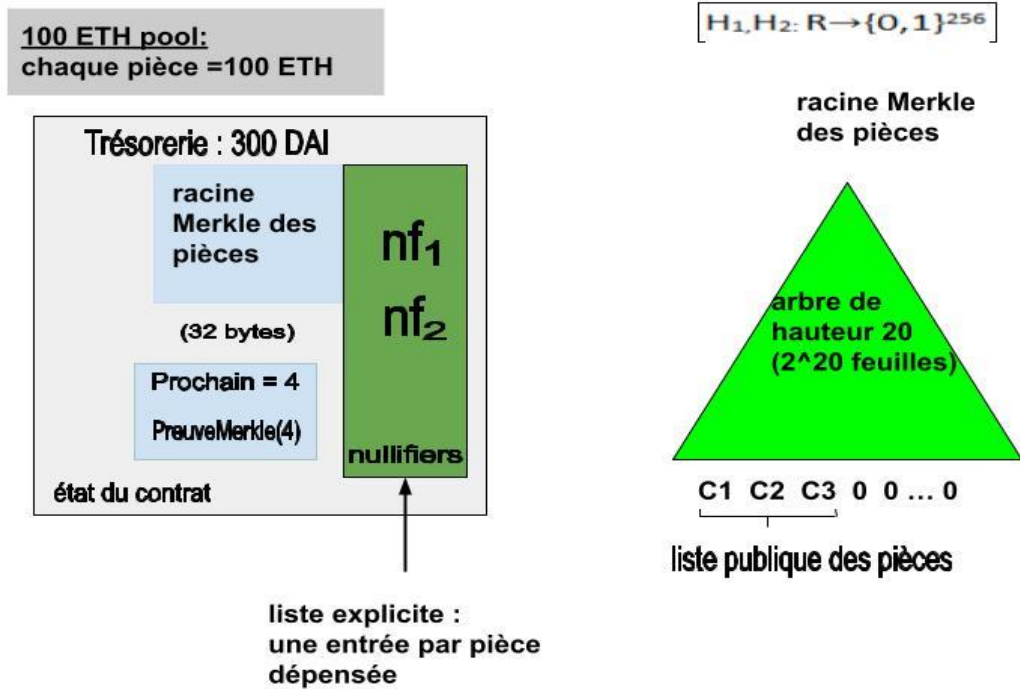 100 ETH pool:
chaque pièce =100 ETH
Trésorerie : 300 DAI
racine
Merkle des
pièces
(32 bytes)
Prochain = 4
PreuveMerkle(4)
état du contrat
nf₁
nf₂
nullifiers
liste explicite :
une entrée par pièce
dépensée
H₁,H₂: R→{0,1}²⁵⁶
racine Merkle
des pièces
arbre de
hauteur 20
(2^20 feuilles)
C1 C2 C3 0 0 ... 0
liste publique des pièces